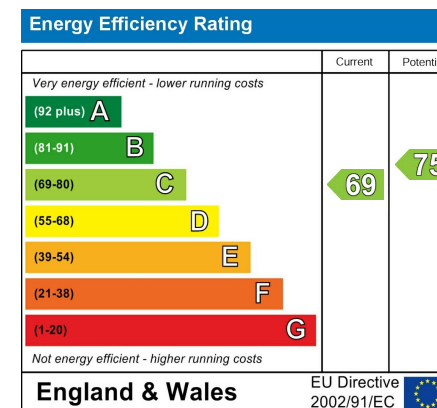 Energy Efficiency Rating
Current Potenti
Very energy efficient - lower running costs
(92 plus) A
(81-91) B
(69-80) C
69
75
(55-68) D
(39-54) E
(21-38) F
(1-20) G
Not energy efficient - higher running costs
England & Wales
EU Directive
2002/91/EC